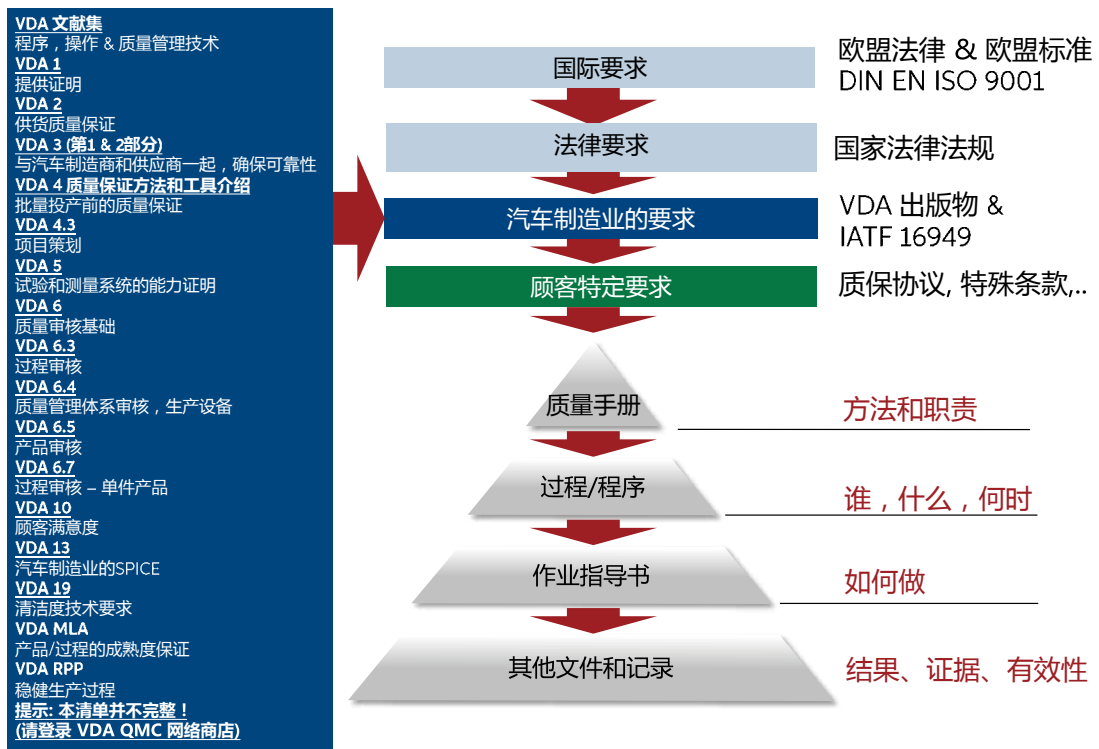 VDA 文献集
程序，操作 & 质量管理技术
VDA 1
提供证明
VDA 2
供货质量保证
VDA 3 (第1 & 2部分)
与汽车制造商和供应商一起，确保可靠性
VDA 4 质量保证方法和工具介绍
批量投产前的质量保证
VDA 4.3
项目策划
VDA 5
试验和测量系统的能力证明
VDA 6
质量审核基础
VDA 6.3
过程审核
VDA 6.4
质量管理体系审核，生产设备
VDA 6.5
产品审核
VDA 6.7
过程审核 – 单件产品
VDA 10
顾客满意度
VDA 13
汽车制造业的SPICE
VDA 19
清洁度技术要求
VDA MLA
产品/过程的成熟度保证
VDA RPP
稳健生产过程
提示: 本清单并不完整！
(请登录 VDA QMC 网络商店)
国际要求
欧盟法律 & 欧盟标准
DIN EN ISO 9001
法律要求
国家法律法规
汽车制造业的要求
VDA 出版物 &
IATF 16949
顾客特定要求
质保协议, 特殊条款,..
质量手册
方法和职责
过程/程序
谁，什么，何时
作业指导书
如何做
其他文件和记录
结果、证据、有效性